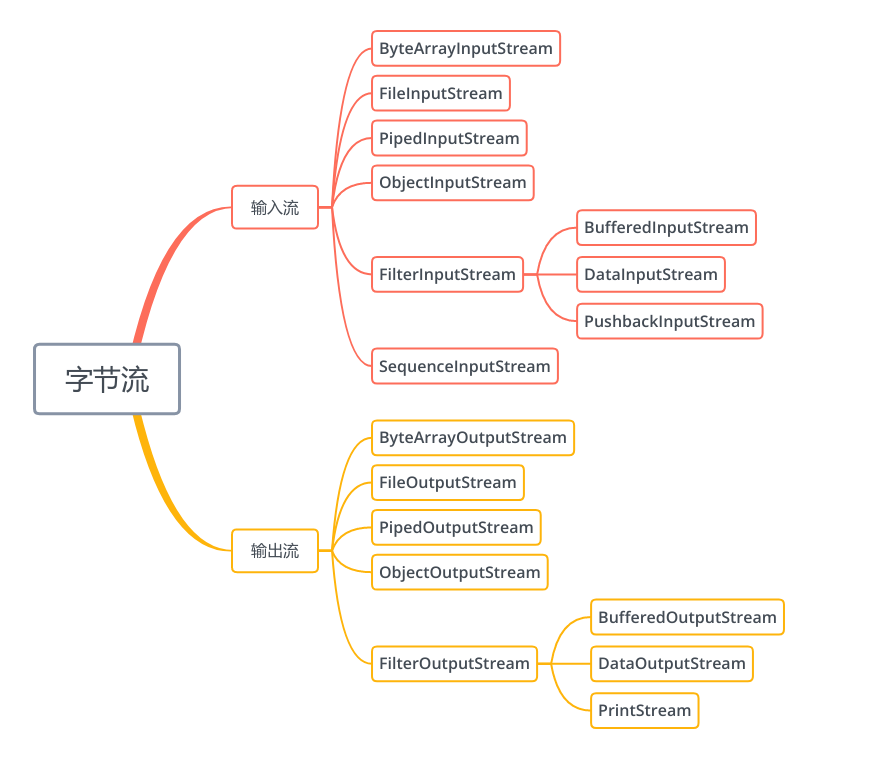 字节流
输入流
ByteArrayInputStream
FileInputStream
PipedInputStream
ObjectInputStream
FilterInputStream
BufferedInputStream
DataInputStream
PushbackInputStream
SequenceInputStream
输出流
ByteArrayOutputStream
FileOutputStream
PipedOutputStream
ObjectOutputStream
FilterOutputStream
BufferedOutputStream
DataOutputStream
PrintStream